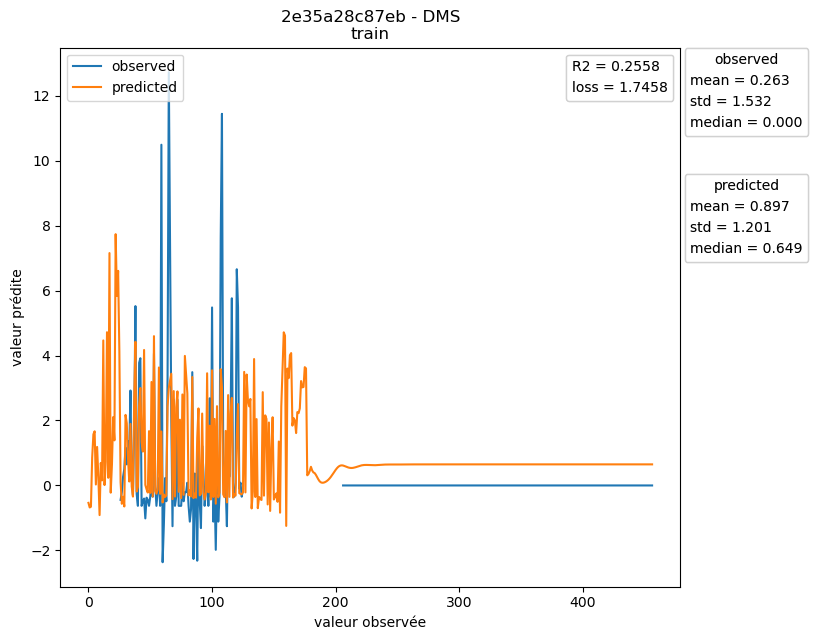 2e35a28c87eb - DMS
train
observed
predicted
R2 = 0.2558
loss = 1.7458
observed
mean = 0.263
std = 1.532
median = 0.000
predicted
mean = 0.897
std = 1.201
median = 0.649
valeur prédite
12
10
8
6
4
2
0
−2
0
100
200
300
400
valeur observée